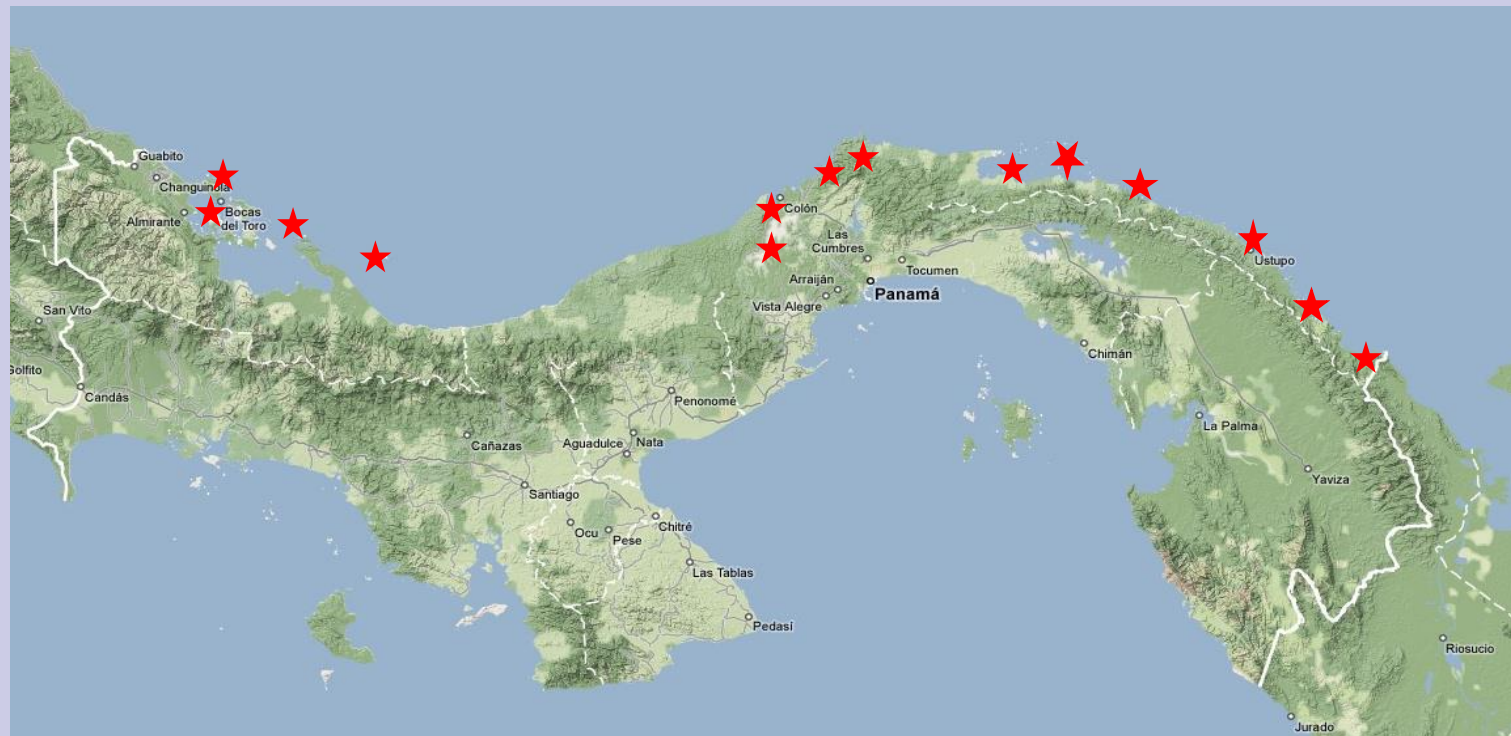 Guabito
Changuinola
Almirante
Bocas
del Toro
San Vito
Golfito
Candás
Colón
Las
Cumbres
Tocumen
Arraiján
Panamá
Vista Alegre
Ustupo
Chimán
Penonomé
La Palma
Cañazas
Nata
Aguadulce
Yaviza
Santiago
Chitré
Ocu
Pese
Las Tablas
Pedasí
Riosucio
Jurado